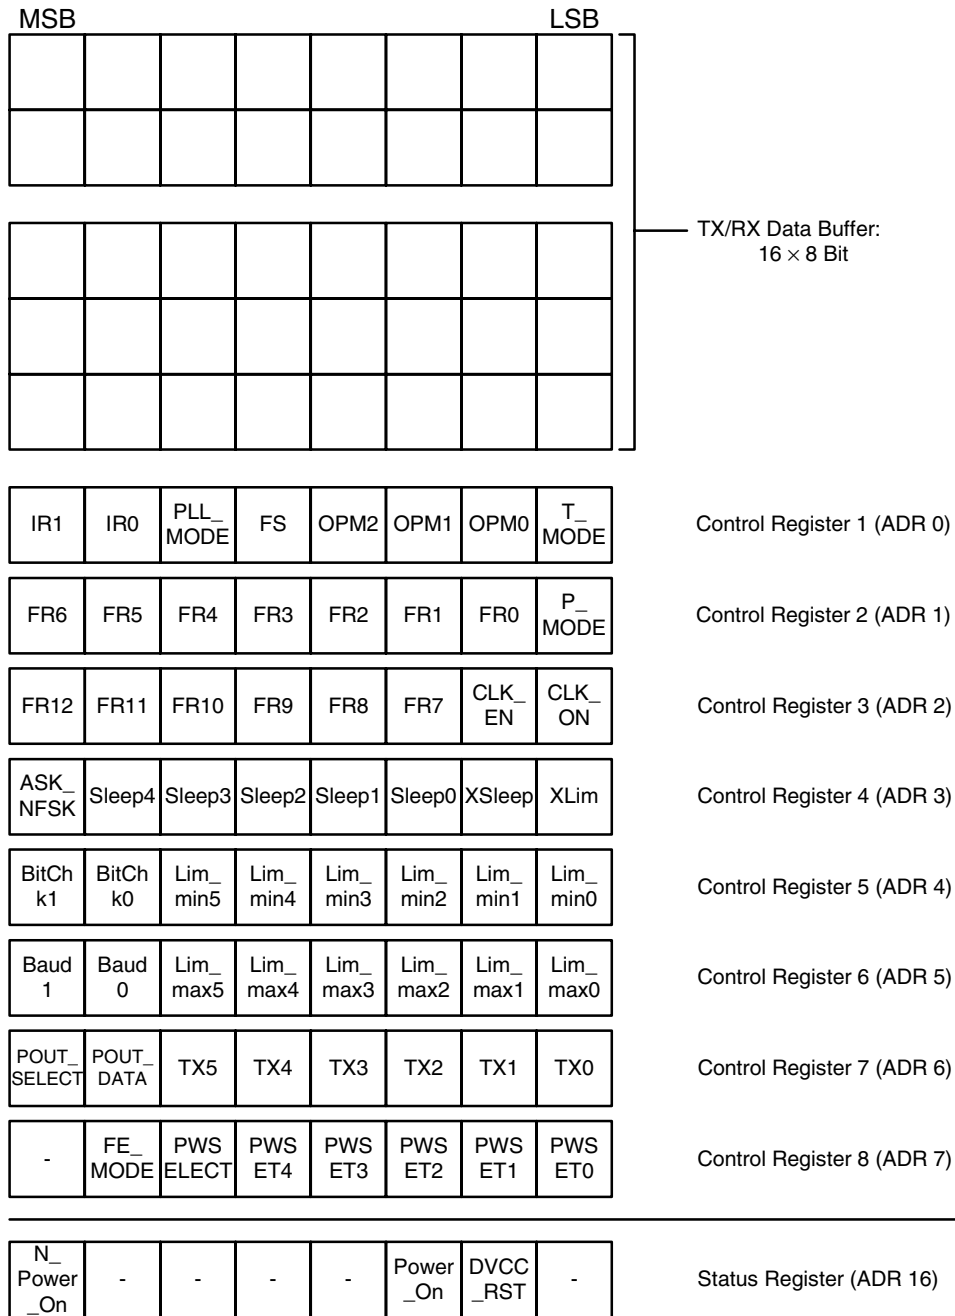 MSB LSB
TX/RX Data Buffer:
16 × 8 Bit
IR1 IR0 PLL_ MODE FS OPM2 OPM1 OPM0 T_ MODE Control Register 1 (ADR 0)
FR6 FR5 FR4 FR3 FR2 FR1 FR0 P_ MODE Control Register 2 (ADR 1)
FR12 FR11 FR10 FR9 FR8 FR7 CLK_ EN CLK_ ON Control Register 3 (ADR 2)
ASK_ NFSK Sleep4 Sleep3 Sleep2 Sleep1 Sleep0 XSleep XLim Control Register 4 (ADR 3)
BitCh k1 BitCh k0 Lim_ min5 Lim_ min4 Lim_ min3 Lim_ min2 Lim_ min1 Lim_ min0 Control Register 5 (ADR 4)
Baud 1 Baud 0 Lim_ max5 Lim_ max4 Lim_ max3 Lim_ max2 Lim_ max1 Lim_ max0 Control Register 6 (ADR 5)
POUT_ SELECT POUT_ DATA TX5 TX4 TX3 TX2 TX1 TX0 Control Register 7 (ADR 6)
- FE_ MODE PWS ELECT PWS ET4 PWS ET3 PWS ET2 PWS ET1 PWS ET0 Control Register 8 (ADR 7)
N_ Power _On - - - - Power _On DVCC _RST - Status Register (ADR 16)